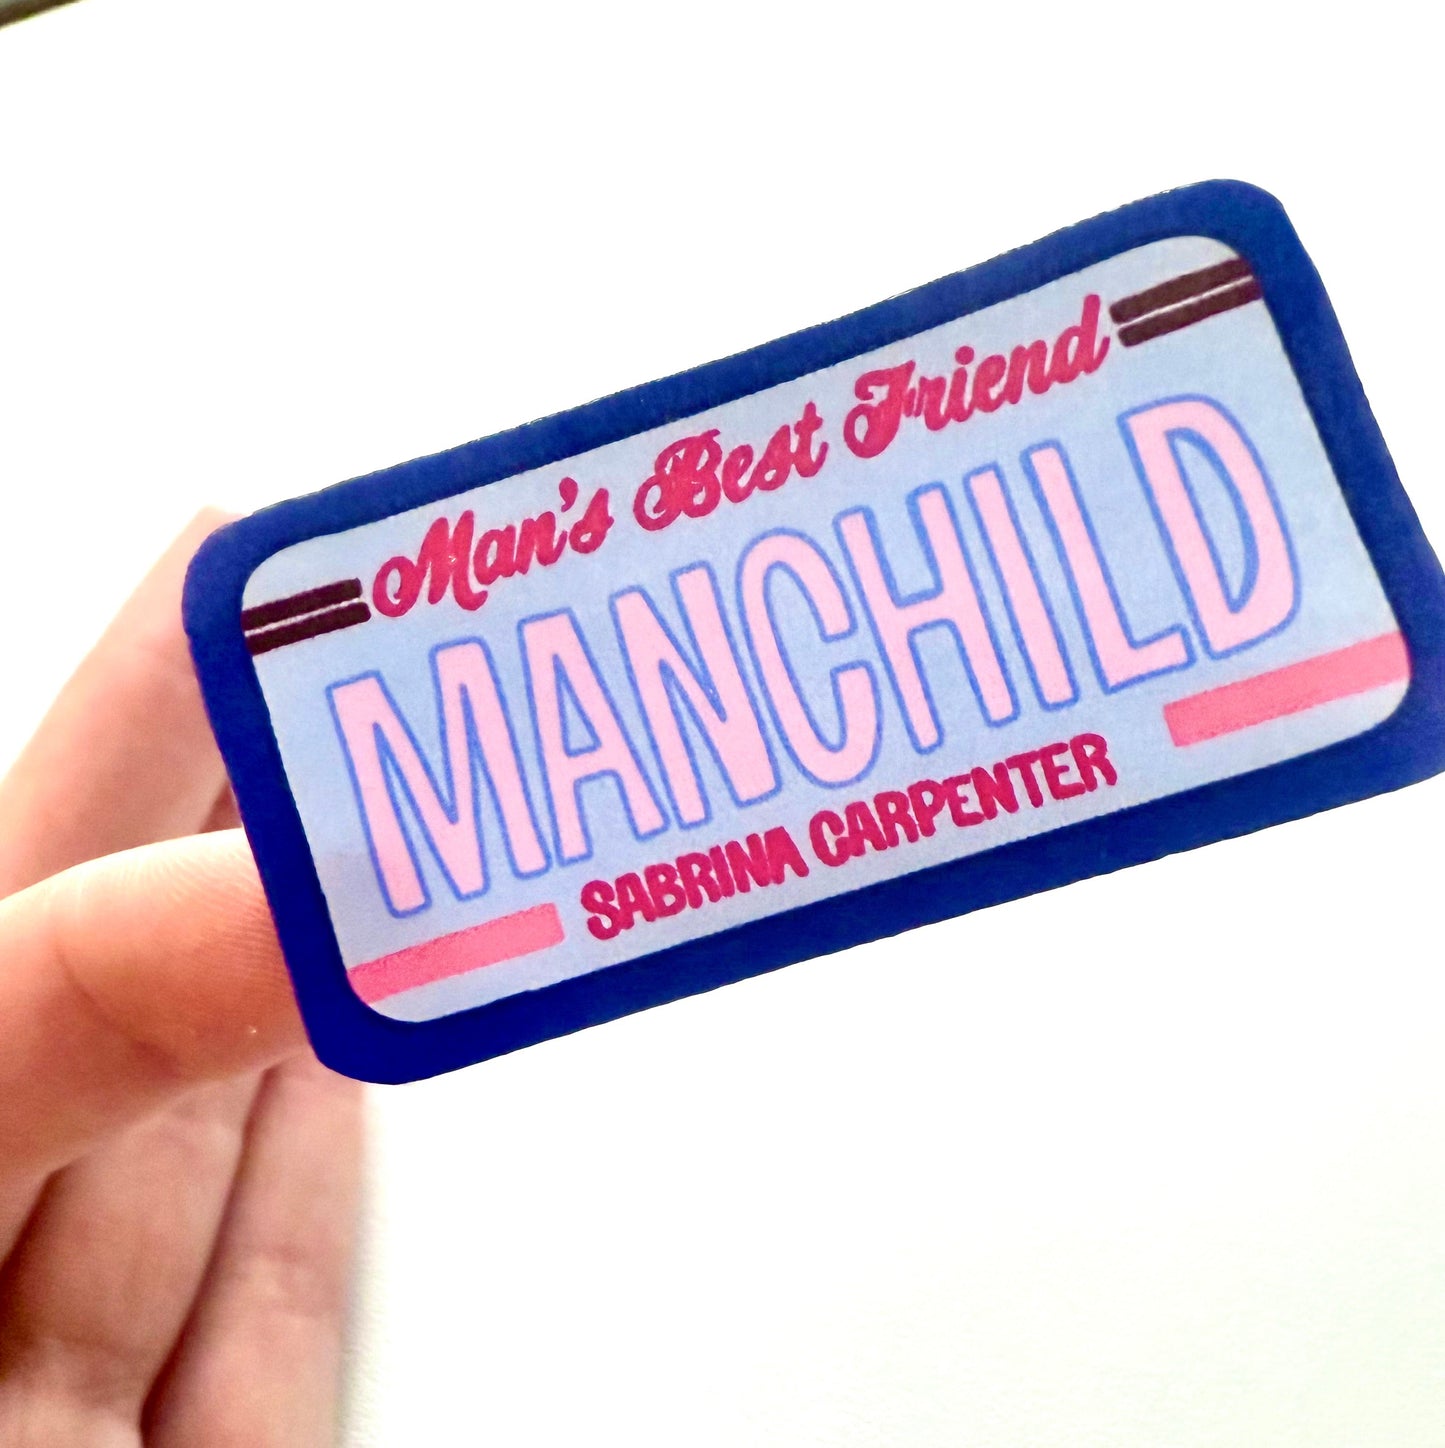 Man's Best Friend
MANCHILD
SABRINA CARPENTER